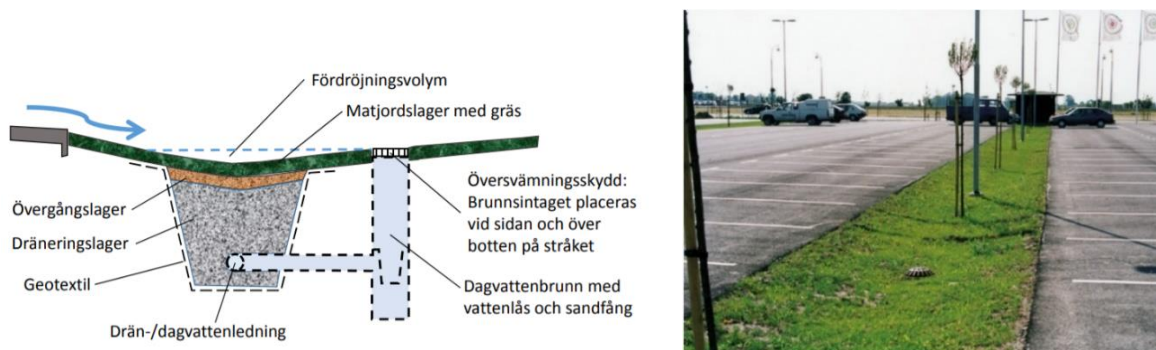 Fördröjningsvolym
Matjordslager med gräs
Övergångslager
Dräneringslager
Geotextil
Drän-/dagvattenledning
Översvämningsskydd:
Brunnsintaget placeras
vid sidan och över
botten på stråket
Dagvattenbrunn med
vattenlås och sandfång